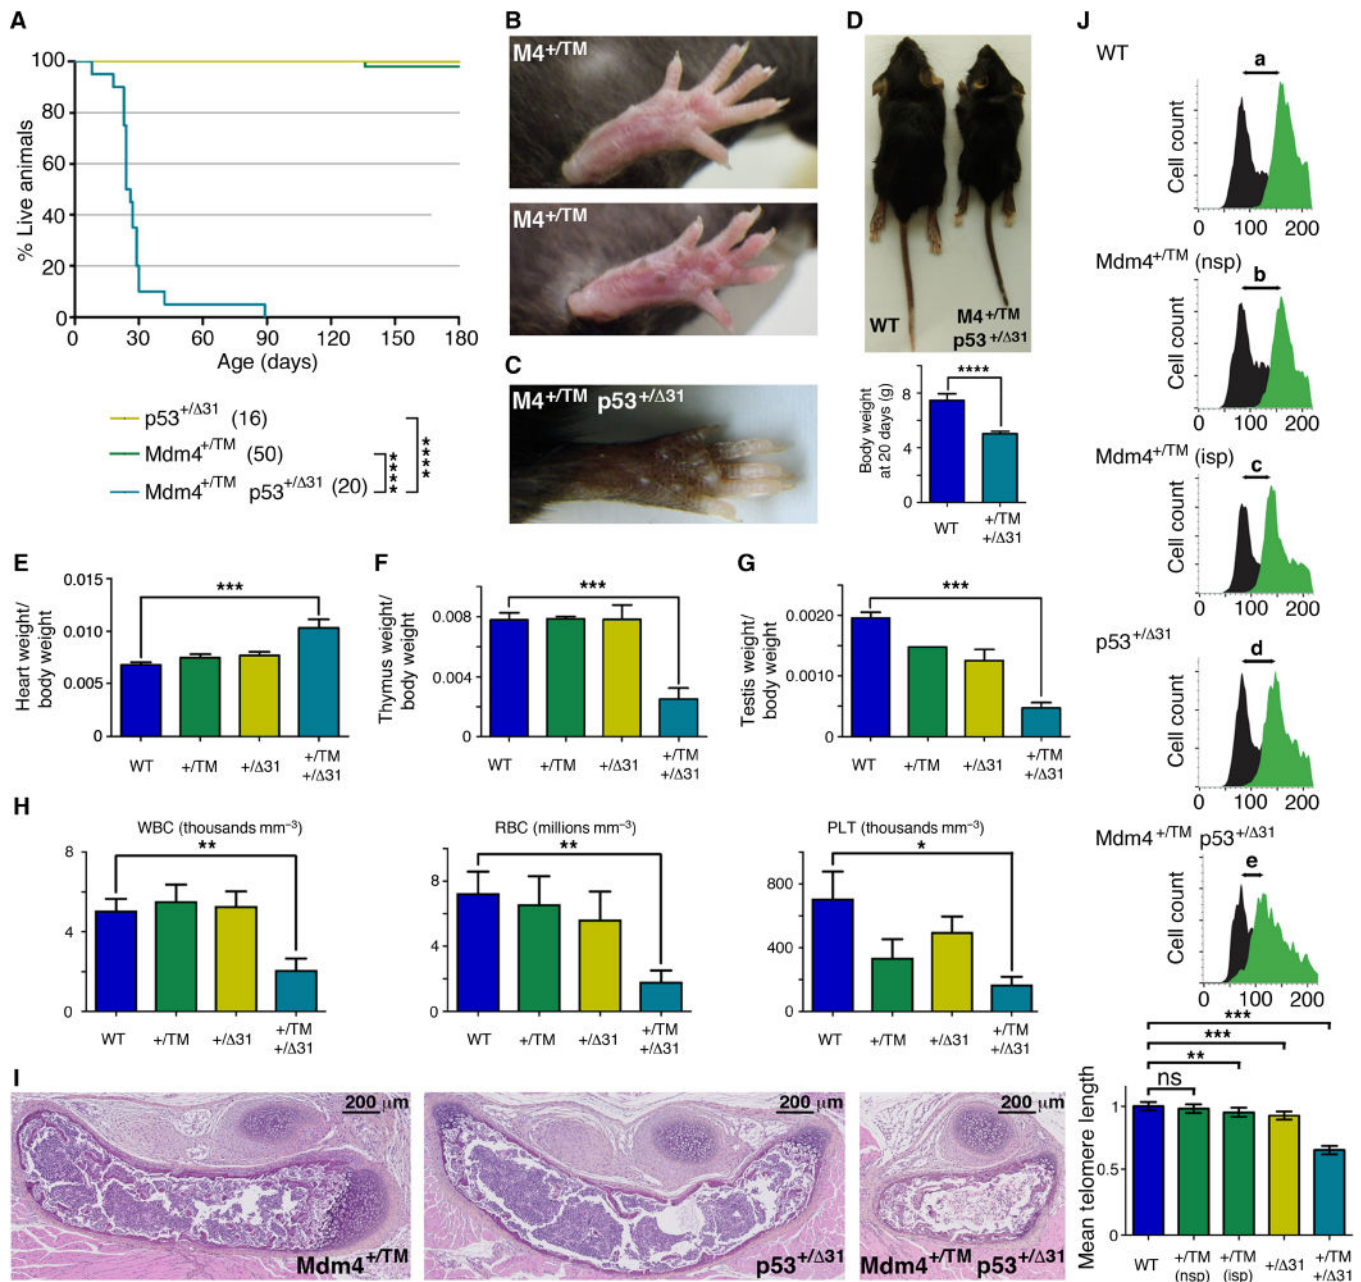 A
% Live animals
100
80
60
40
20
0
0 30 60 90 120 150 180
Age (days)
p53+/Δ31 (16)
Mdm4+/TM (50)
Mdm4+/TM p53+/Δ31 (20)
****
****
B
M4+/TM
M4+/TM
C
M4+/TM p53+/Δ31
D
WT
M4+/TM
p53+/Δ31
Body weight
at 20 days (g)
8
4
0
****
WT
+/TM
+/Δ31
E
Heart weight/
body weight
0.015
0.010
0.005
0
***
WT +/TM +/Δ31 +/TM
+/Δ31
F
Thymus weight/
body weight
0.008
0.004
0
***
WT +/TM +/Δ31 +/TM
+/Δ31
G
Testis weight/
body weight/
0.0020
0.0010
0
***
WT +/TM +/Δ31 +/TM
+/Δ31
H
WBC (thousands mm−3)
8
4
0
**
WT +/TM +/Δ31 +/TM
+/Δ31
RBC (millions mm−3)
8
4
0
**
WT +/TM +/Δ31 +/TM
+/Δ31
PLT (thousands mm−3)
800
400
0
*
WT +/TM +/Δ31 +/TM
+/Δ31
I
200 μm
Mdm4+/TM
200 μm
p53+/Δ31
200 μm
Mdm4+/TM p53+/Δ31
J
WT
a
Cell count
0 100 200
Mdm4+/TM (nsp)
b
Cell count
0 100 200
Mdm4+/TM (isp)
c
Cell count
0 100 200
p53+/Δ31
d
Cell count
0 100 200
Mdm4+/TM p53+/Δ31
e
Cell count
0 100 200
***
***
**
ns
Mean telomere length
1
0.5
0
WT +/TM +/TM +/Δ31 +/TM
(nsp) (isp) +/Δ31